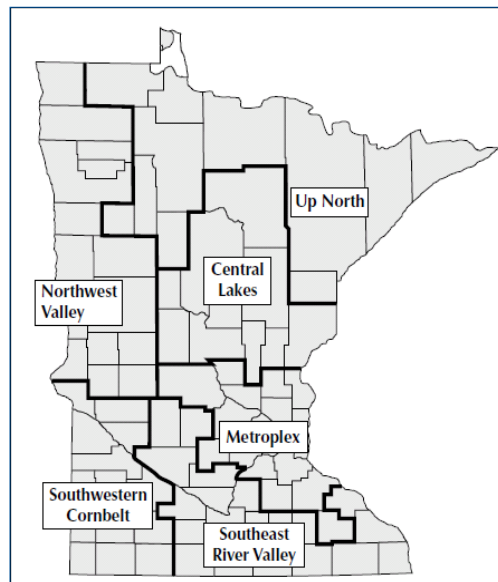 Up North
Central
Lakes
Northwest
Valley
Metroplex
Southwestern
Cornbelt
Southeast
River Valley